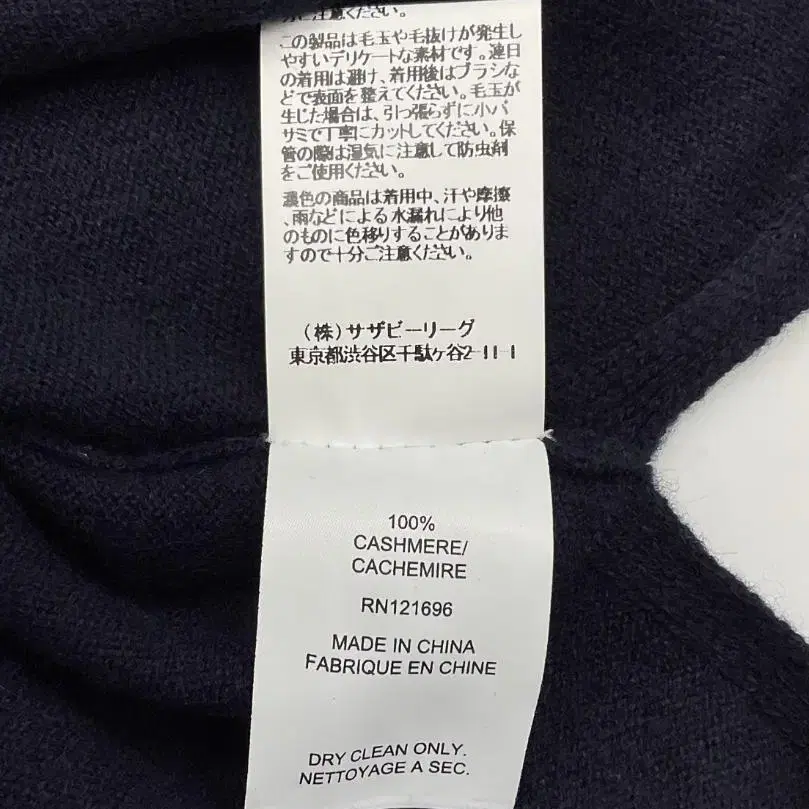 分ご注意ください。
この製品は毛玉や毛抜けが発生し
やすいデリケートな素材です。連日
の着用は避け、着用後はブラシな
どで表面を整えてください。毛玉が
生じた場合は、引っ張らずに小バ
サミで丁寧にカットしてください。保
管の際は湿気に注意して防虫剤
をご使用ください。
濃色の商品は着用中、汗や摩擦
、雨などによる水濡れにより他
のものに色移りすることがありま
すので十分ご注意ください。
（株）サザビーリーグ
東京都渋谷区千駄ヶ谷2-11-1
100%
CASHMERE/
CACHEMIRE
RN121696
MADE IN CHINA
FABRIQUE EN CHINE
DRY CLEAN ONLY.
NETTOYAGE A SEC.